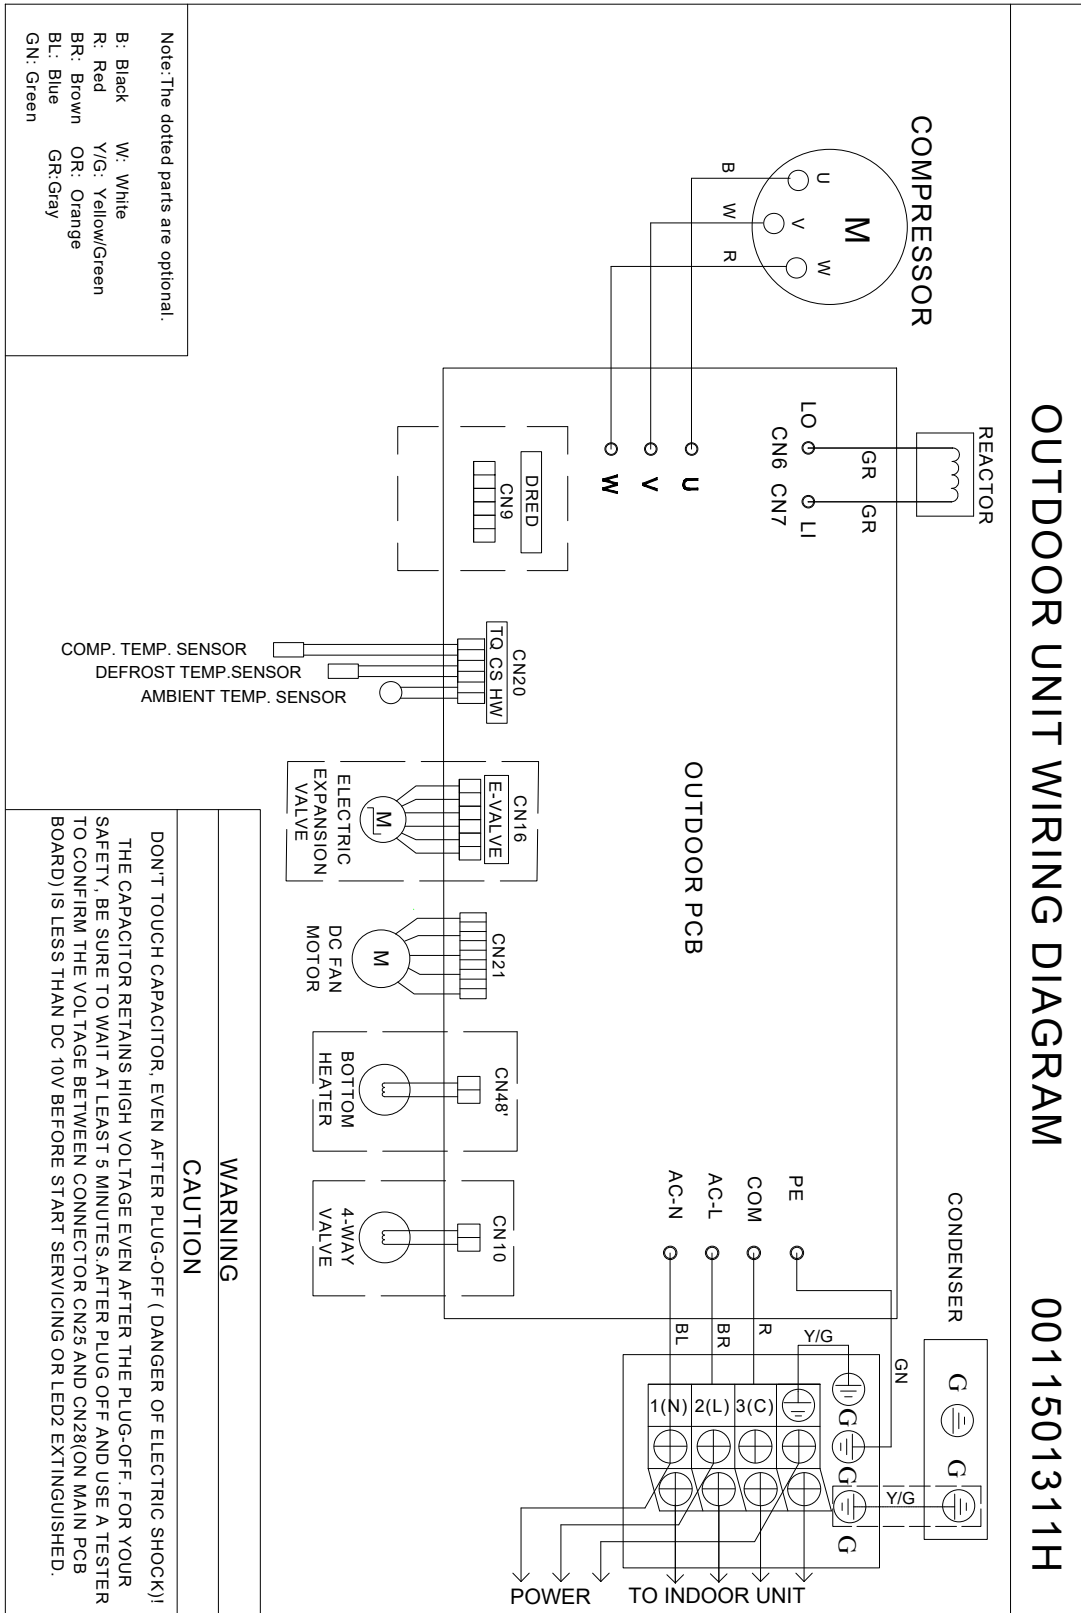 OUTDOOR UNIT WIRING DIAGRAM 0011501311H
COMPRESSOR
M
U
V
W
B
W
R
REACTOR
GR GR
LO LI
CN6 CN7
U
V
W
DRED
CN9
CN20
TQ CS HW
COMP. TEMP. SENSOR
DEFROST TEMP.SENSOR
AMBIENT TEMP. SENSOR
OUTDOOR PCB
CN16
E-VALVE
M
ELECTRIC
EXPANSION
VALVE
CN21
M
DC FAN
MOTOR
CN48'
BOTTOM
HEATER
CN10
4-WAY
VALVE
PE
COM
AC-L
AC-N
CONDENSER
G G
GN
Y/G
R
BR
BL
Y/G
1(N) 2(L) 3(C)
G G G
POWER TO INDOOR UNIT
Note:The dotted parts are optional.
B: Black W: White
R: Red Y/G: Yellow/Green
BR: Brown OR: Orange
BL: Blue GR:Gray
GN: Green
WARNING
CAUTION
DON'T TOUCH CAPACITOR, EVEN AFTER PLUG-OFF ( DANGER OF ELECTRIC SHOCK)!
THE CAPACITOR RETAINS HIGH VOLTAGE EVEN AFTER THE PLUG-OFF. FOR YOUR
SAFETY, BE SURE TO WAIT AT LEAST 5 MINUTES.AFTER PLUG OFF AND USE A TESTER
TO CONFIRM THE VOLTAGE BETWEEN CONNECTOR CN25 AND CN28(ON MAIN PCB
BOARD) IS LESS THAN DC 10V BEFORE START SERVICING OR LED2 EXTINGUISHED.